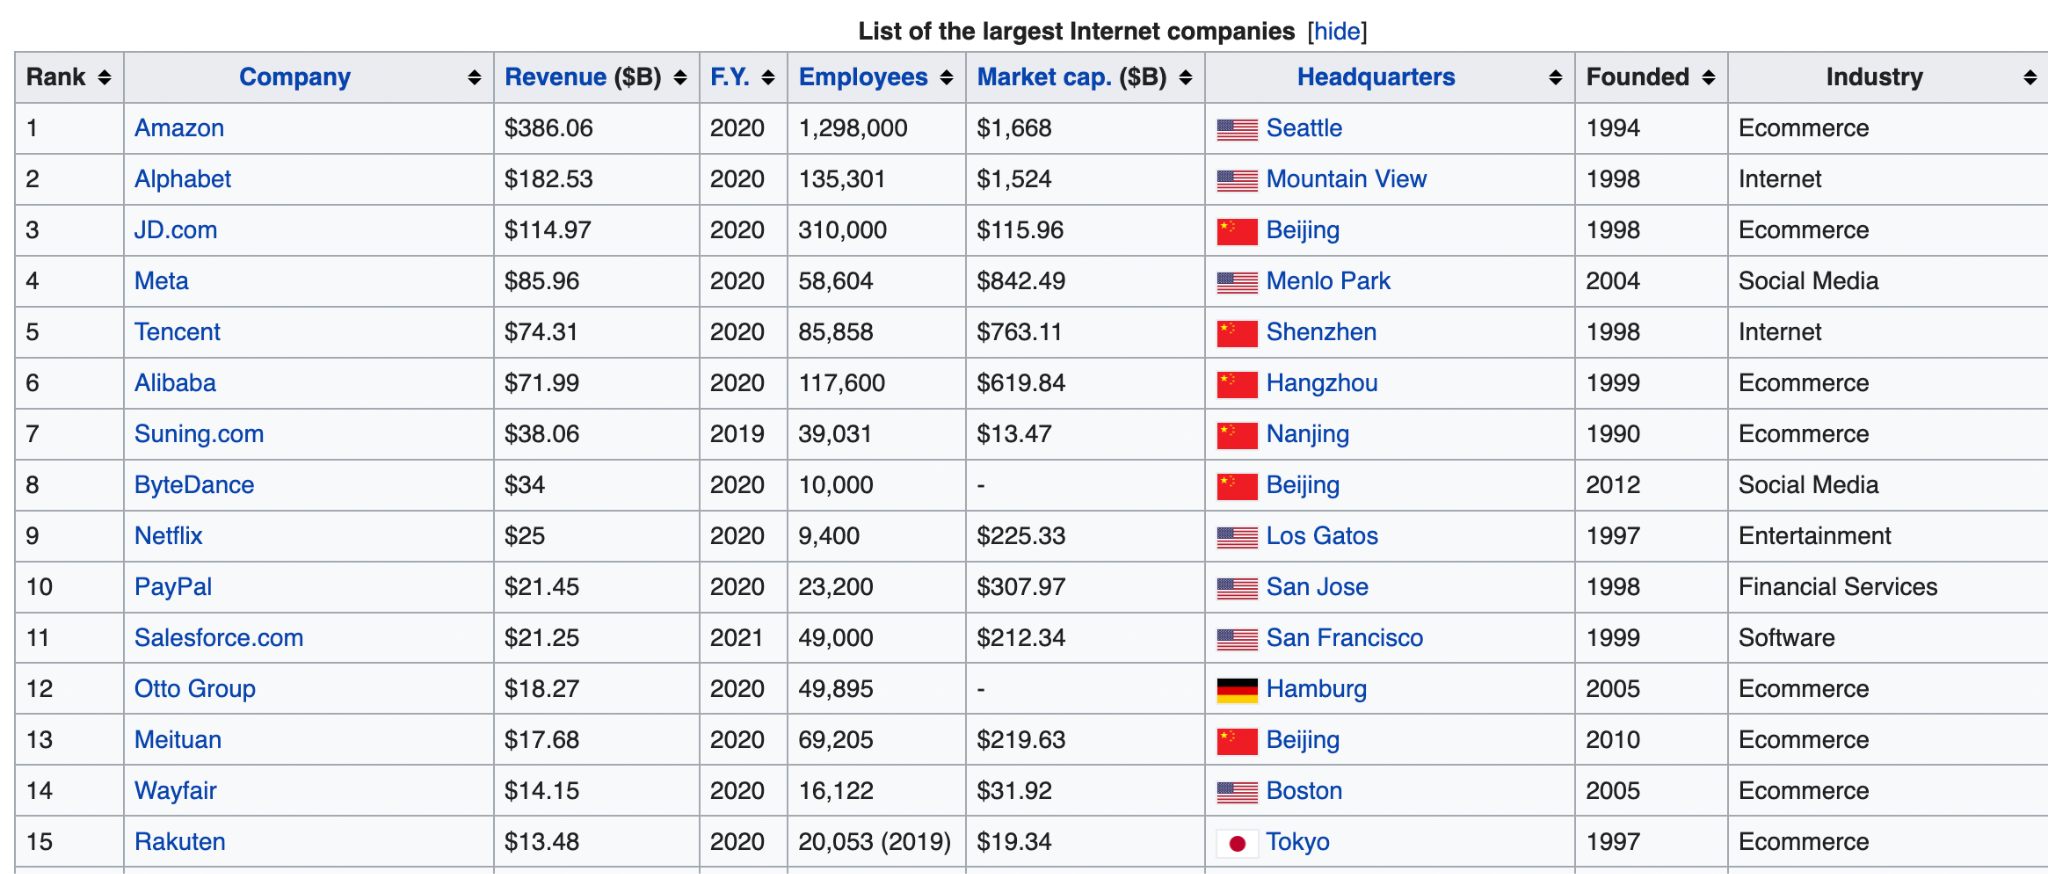 List of the largest Internet companies [hide]
Rank Company Revenue ($B) F.Y. Employees Market cap. ($B) Headquarters Founded Industry
1 Amazon $386.06 2020 1,298,000 $1,668 Seattle 1994 Ecommerce
2 Alphabet $182.53 2020 135,301 $1,524 Mountain View 1998 Internet
3 JD.com $114.97 2020 310,000 $115.96 Beijing 1998 Ecommerce
4 Meta $85.96 2020 58,604 $842.49 Menlo Park 2004 Social Media
5 Tencent $74.31 2020 85,858 $763.11 Shenzhen 1998 Internet
6 Alibaba $71.99 2020 117,600 $619.84 Hangzhou 1999 Ecommerce
7 Suning.com $38.06 2019 39,031 $13.47 Nanjing 1990 Ecommerce
8 ByteDance $34 2020 10,000 - Beijing 2012 Social Media
9 Netflix $25 2020 9,400 $225.33 Los Gatos 1997 Entertainment
10 PayPal $21.45 2020 23,200 $307.97 San Jose 1998 Financial Services
11 Salesforce.com $21.25 2021 49,000 $212.34 San Francisco 1999 Software
12 Otto Group $18.27 2020 49,895 - Hamburg 2005 Ecommerce
13 Meituan $17.68 2020 69,205 $219.63 Beijing 2010 Ecommerce
14 Wayfair $14.15 2020 16,122 $31.92 Boston 2005 Ecommerce
15 Rakuten $13.48 2020 20,053 (2019) $19.34 Tokyo 1997 Ecommerce